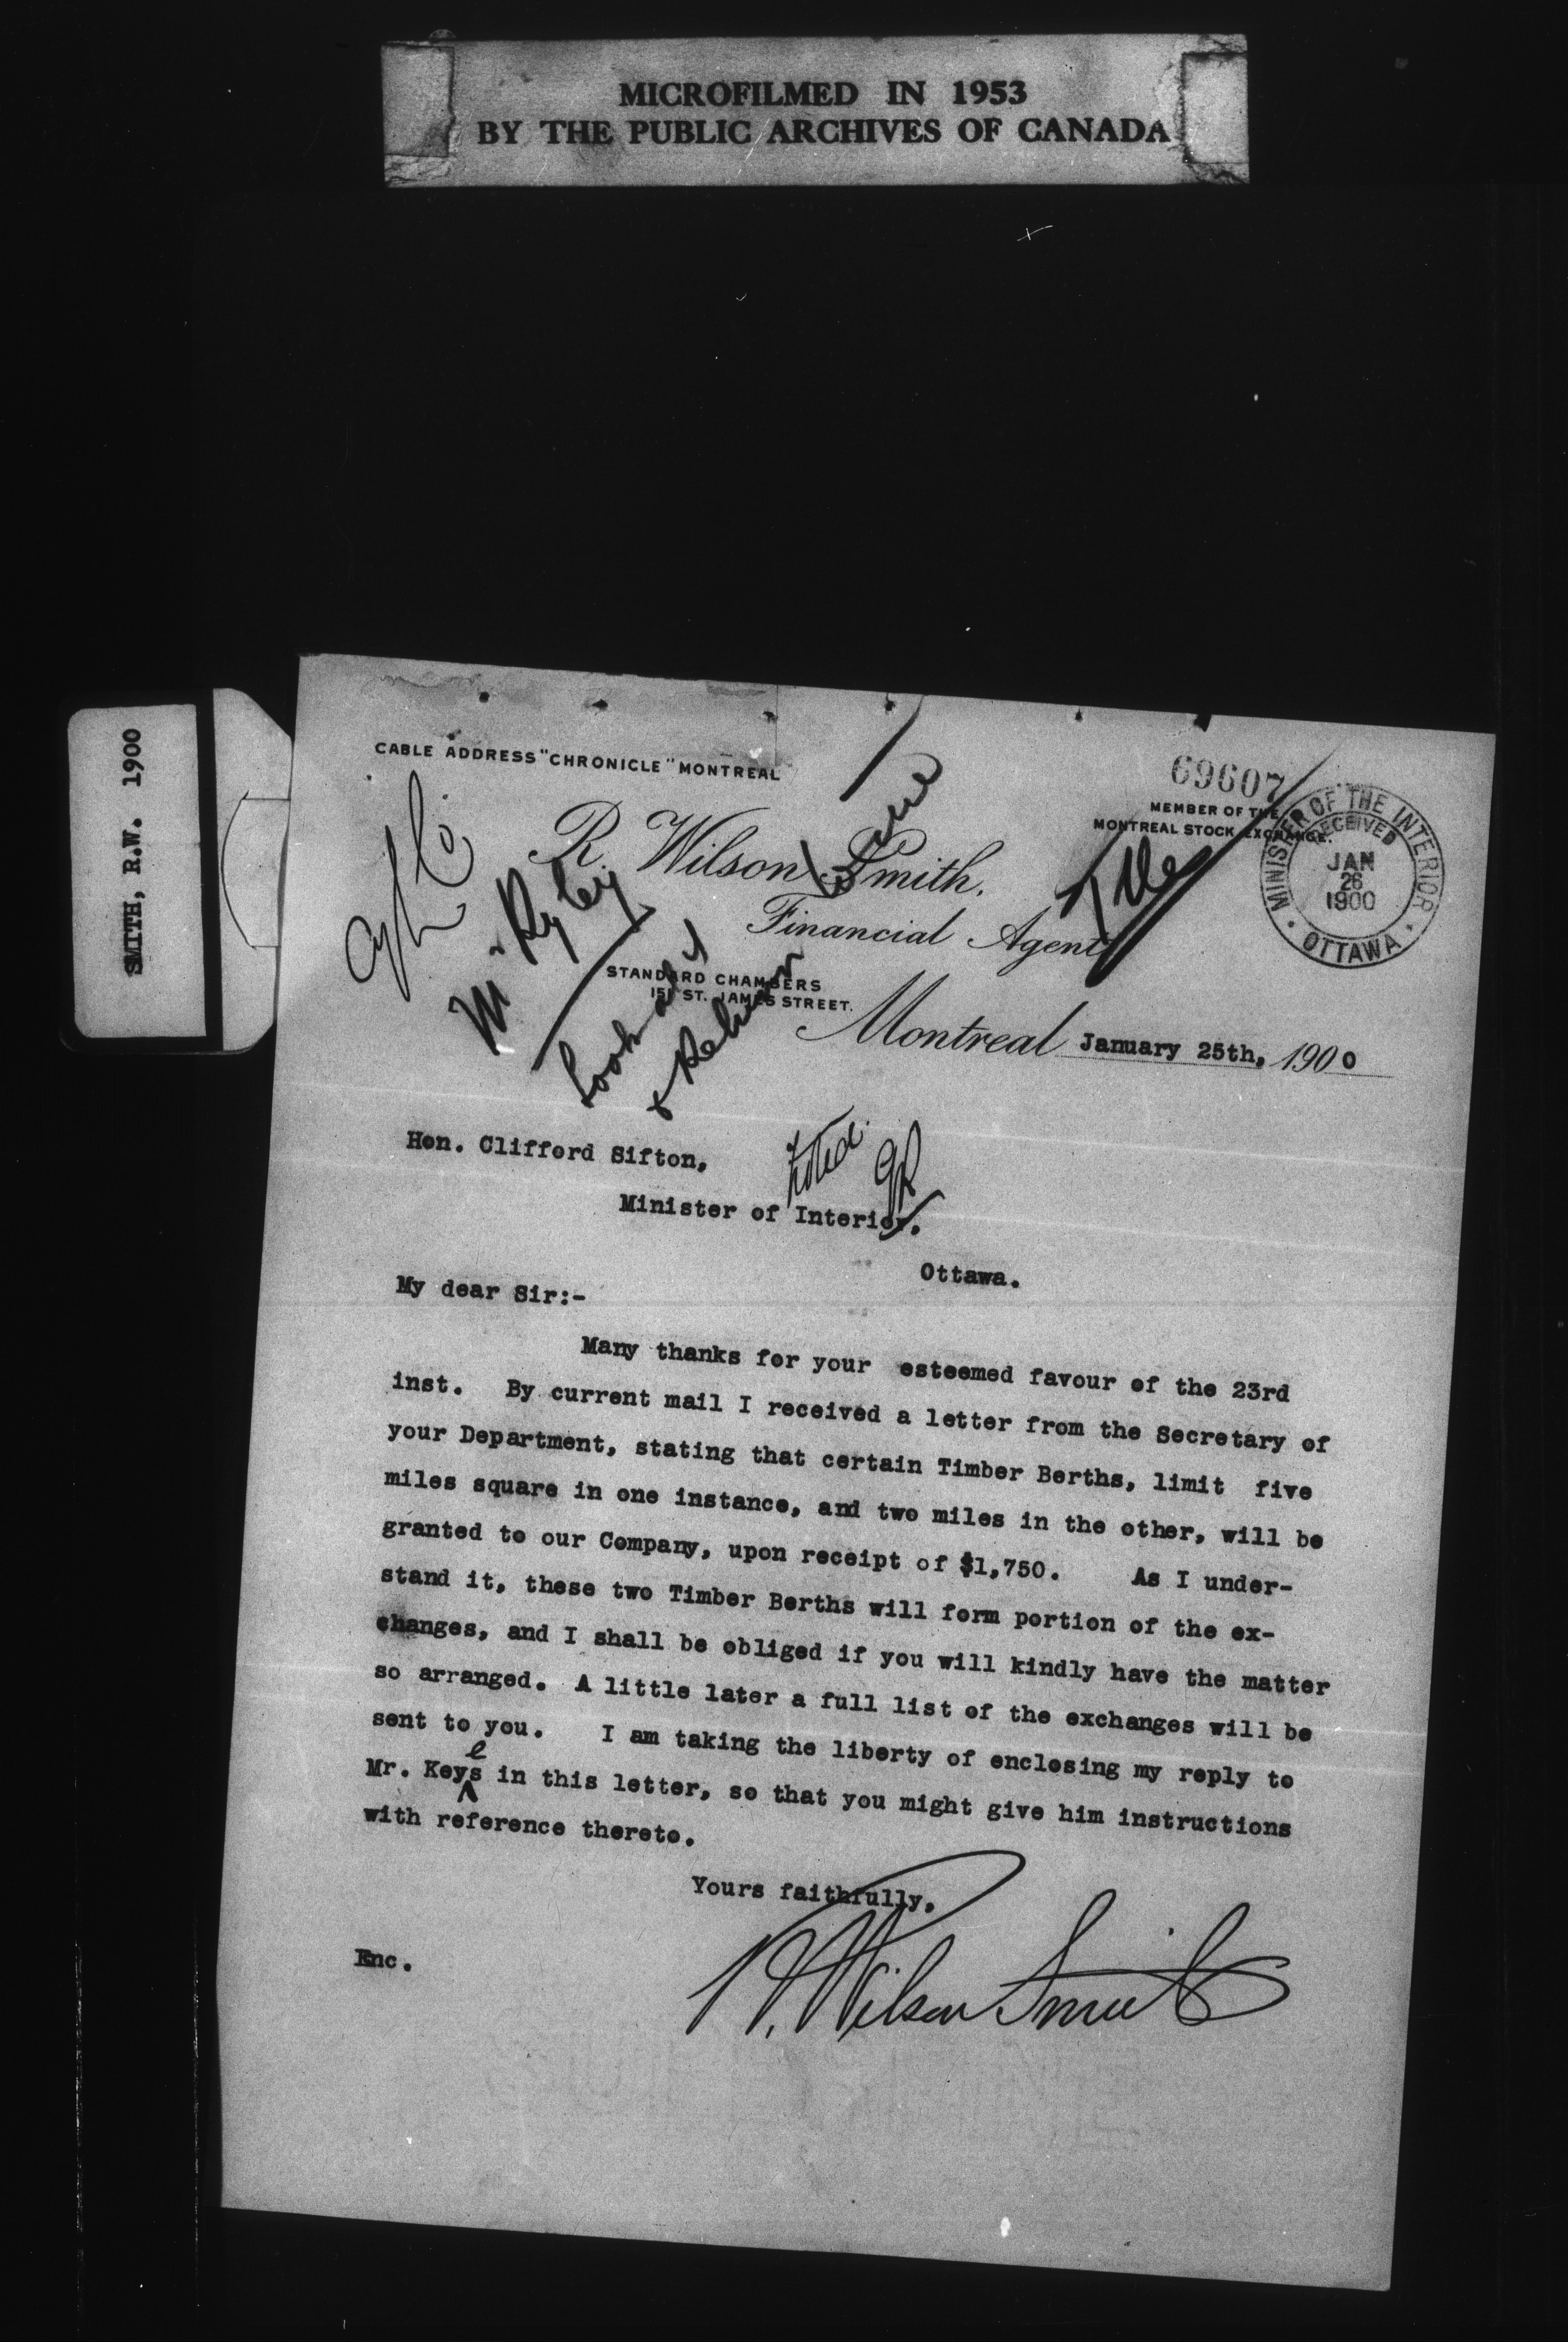 MICROFILMED IN 1953
BY THE PUBLIC ARCHIVES OF CANADA
SMITH, R.W. 1900
CABLE ADDRESS "CHRONICLE" MONTREAL
69607
MEMBER OF THE
MONTREAL STOCK EXCHANGE.
MINISTER OF THE INTERIOR
RECEIVED
JAN
26
1900
OTTAWA
R. Wilson Smith.
Financial Agent
File
Mr Ryley
Look at
& Return
same
STANDARD CHAMBERS
151 ST. JAMES STREET.
Montreal January 25th, 1900
Hon. Clifford Sifton,
Noted
Minister of Interior.
Ottawa.
My dear Sir:-
Many thanks for your esteemed favour of the 23rd
inst. By current mail I received a letter from the Secretary of
your Department, stating that certain Timber Berths, limit five
miles square in one instance, and two miles in the other, will be
granted to our Company, upon receipt of $1,750. As I under-
stand it, these two Timber Berths will form portion of the ex-
changes, and I shall be obliged if you will kindly have the matter
so arranged. A little later a full list of the exchanges will be
sent to you. I am taking the liberty of enclosing my reply to
Mr. Keyes in this letter, so that you might give him instructions
with reference thereto.
Yours faithfully,
R. Wilson Smith
Enc.